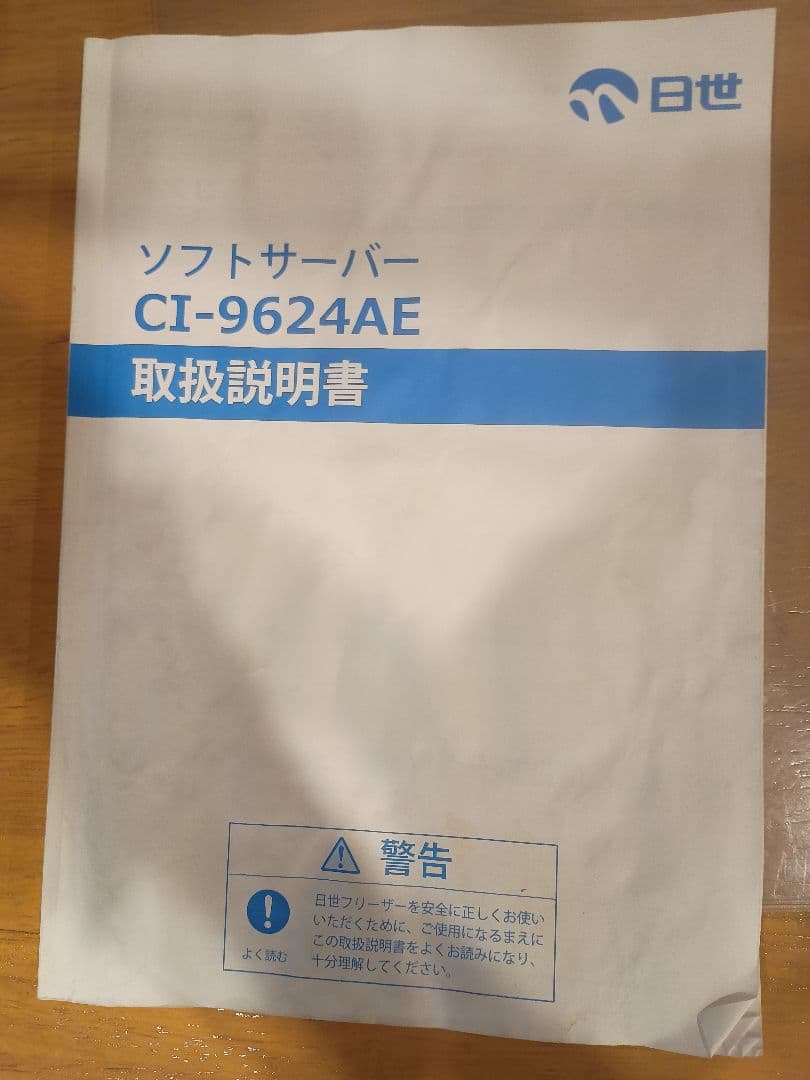 日世
ソフトサーバー
CI-9624AE
取扱説明書
警告
日世フリーザーを安全に正しくお使い
いただくために、ご使用になるまえに
この取扱説明書をよくお読みになり、
十分理解してください。
よく読む